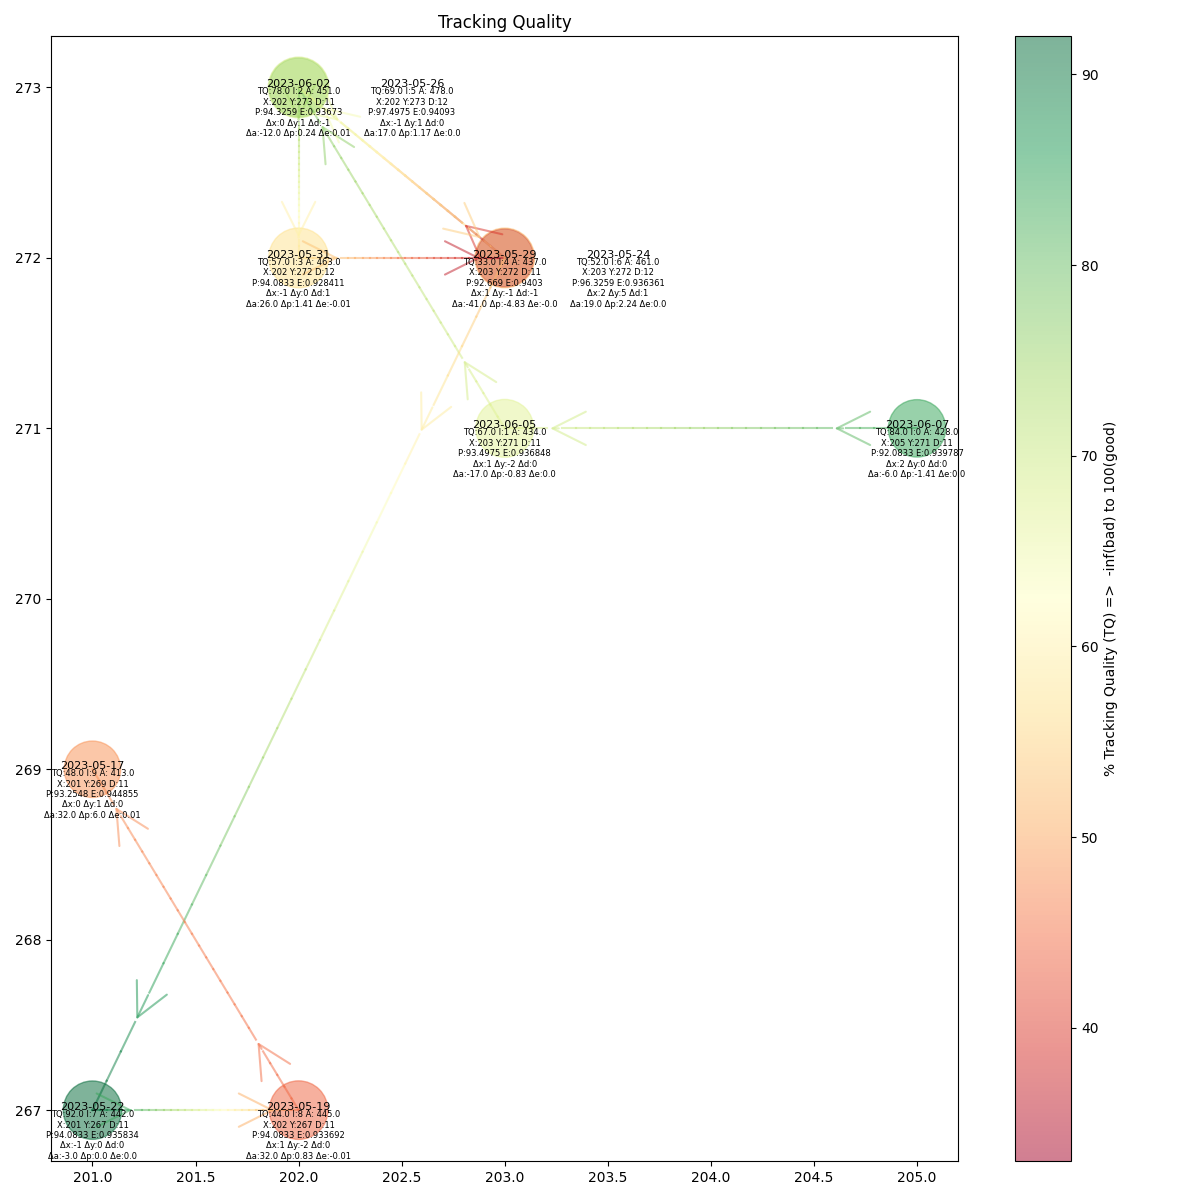 Tracking Quality
273
272
271
270
269
268
267
201.0 201.5 202.0 202.5 203.0 203.5 204.0 204.5 205.0
2023-06-02
TQ:78.0 I:2 A: 451.0
X:202 Y:273 D:11
P:94.3259 E:0.93673
Δx:0 Δy:1 Δd:-1
Δa:-12.0 Δp:0.24 Δe:0.01
2023-05-26
TQ:69.0 I:5 A: 478.0
X:202 Y:273 D:12
P:97.4975 E:0.94093
Δx:-1 Δy:1 Δd:0
Δa:17.0 Δp:1.17 Δe:0.0
2023-05-31
TQ:57.0 I:3 A: 463.0
X:202 Y:272 D:12
P:94.0833 E:0.928411
Δx:-1 Δy:0 Δd:1
Δa:26.0 Δp:1.41 Δe:-0.01
2023-05-29
TQ:33.0 I:4 A: 437.0
X:203 Y:272 D:11
P:92.669 E:0.9403
Δx:1 Δy:-1 Δd:-1
Δa:-41.0 Δp:-4.83 Δe:-0.0
2023-05-24
TQ:52.0 I:6 A: 461.0
X:203 Y:272 D:12
P:96.3259 E:0.936361
Δx:2 Δy:5 Δd:1
Δa:19.0 Δp:2.24 Δe:0.0
2023-06-05
TQ:67.0 I:1 A: 434.0
X:203 Y:271 D:11
P:93.4975 E:0.936848
Δx:1 Δy:-2 Δd:0
Δa:-17.0 Δp:-0.83 Δe:0.0
2023-06-07
TQ:84.0 I:0 A: 428.0
X:205 Y:271 D:11
P:92.0833 E:0.939787
Δx:2 Δy:0 Δd:0
Δa:-6.0 Δp:-1.41 Δe:0.0
2023-05-17
TQ:48.0 I:9 A: 413.0
X:201 Y:269 D:11
P:93.2548 E:0.944855
Δx:0 Δy:1 Δd:0
Δa:32.0 Δp:6.0 Δe:0.01
2023-05-22
TQ:92.0 I:7 A: 442.0
X:201 Y:267 D:11
P:94.0833 E:0.935834
Δx:-1 Δy:0 Δd:0
Δa:-3.0 Δp:0.0 Δe:0.0
2023-05-19
TQ:44.0 I:8 A: 445.0
X:202 Y:267 D:11
P:94.0833 E:0.933692
Δx:1 Δy:-2 Δd:0
Δa:32.0 Δp:0.83 Δe:-0.01
90
80
70
60
50
40
% Tracking Quality (TQ) =>  -inf(bad) to 100(good)